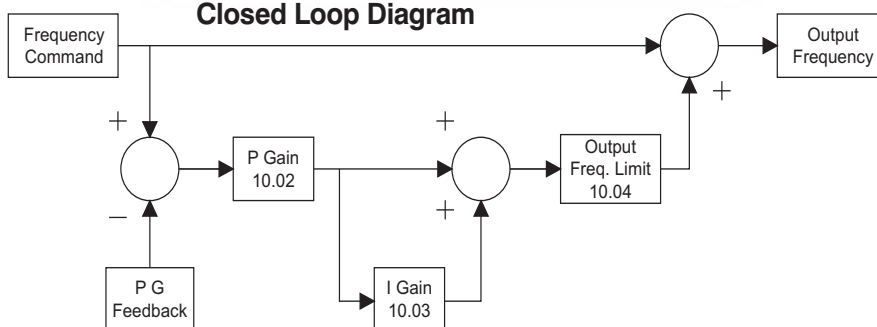 Closed Loop Diagram
Frequency
Command
Output
Frequency
+
+
+
P Gain
10.02
Output
Freq. Limit
10.04
−
+
P G
Feedback
I Gain
10.03